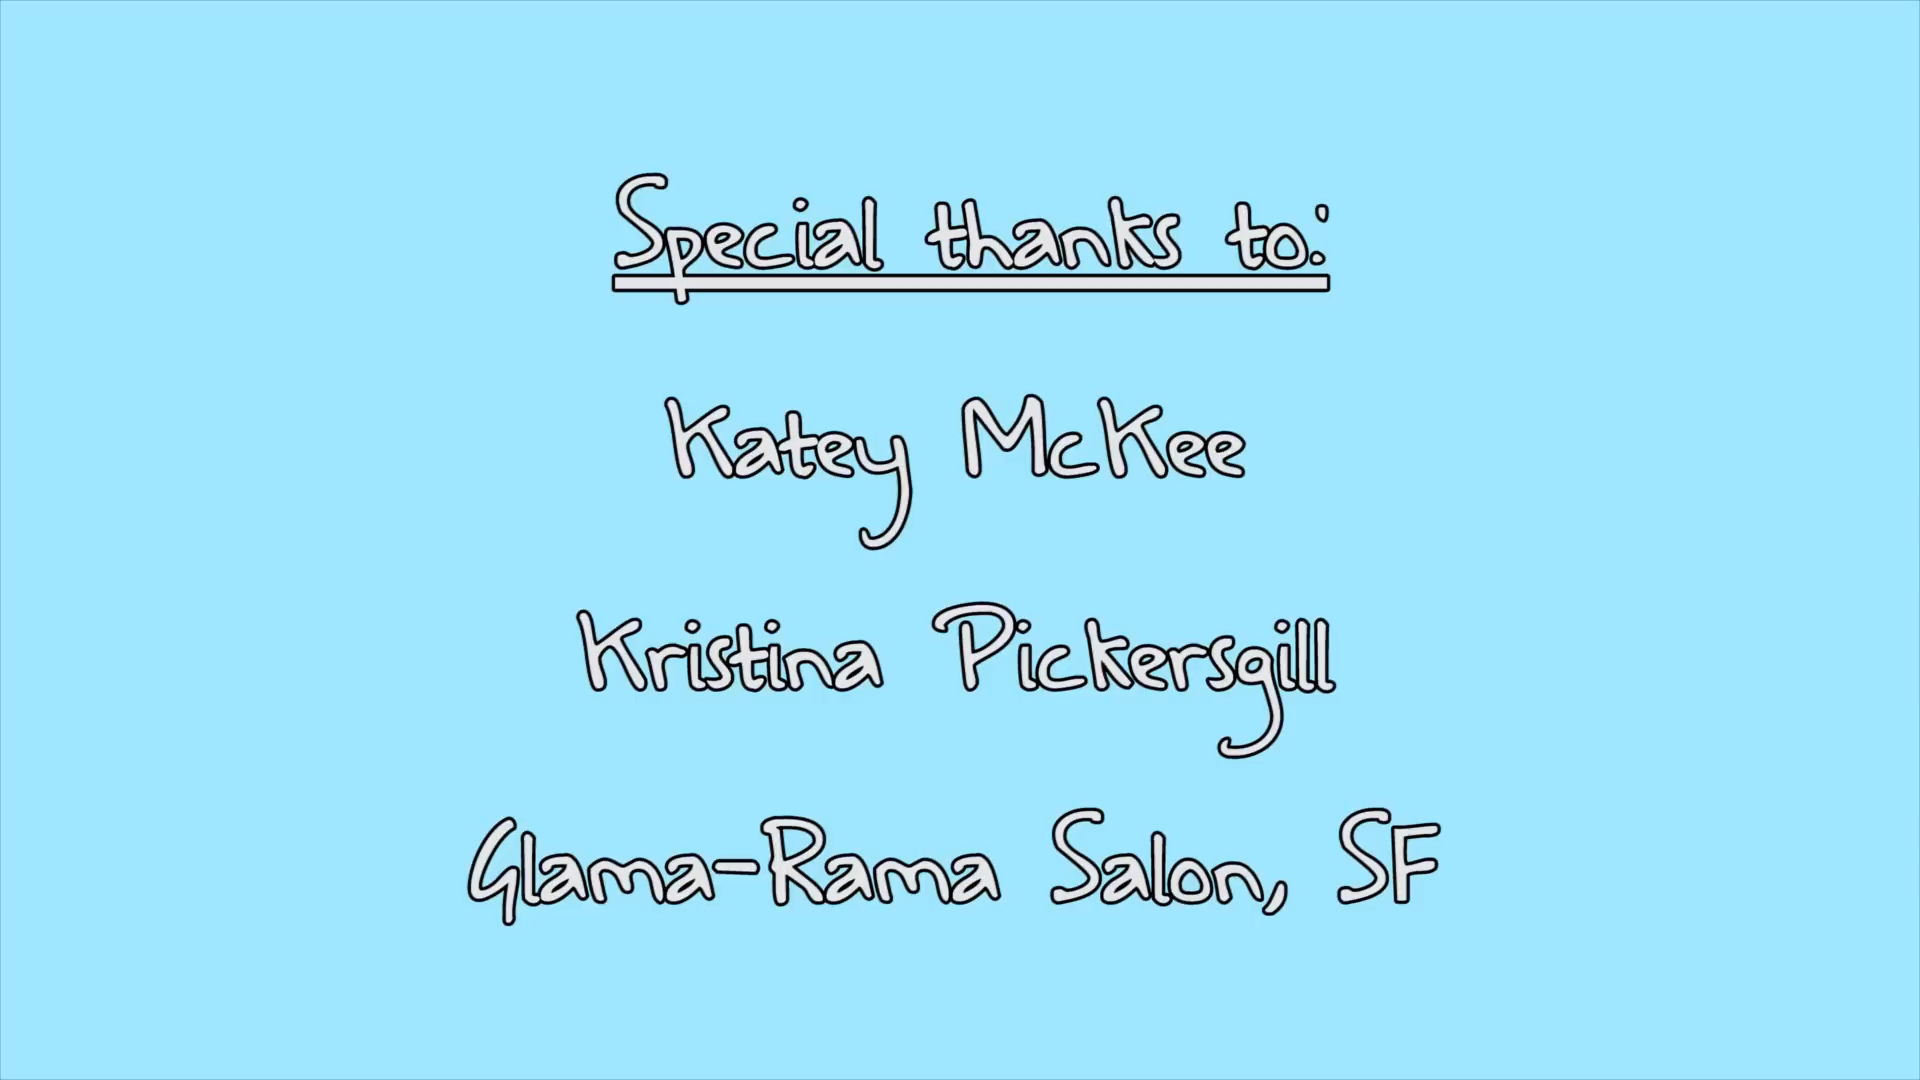 Special thanks to:
Katey McKee
Kristina Pickersgill
Glama-Rama Salon, SF